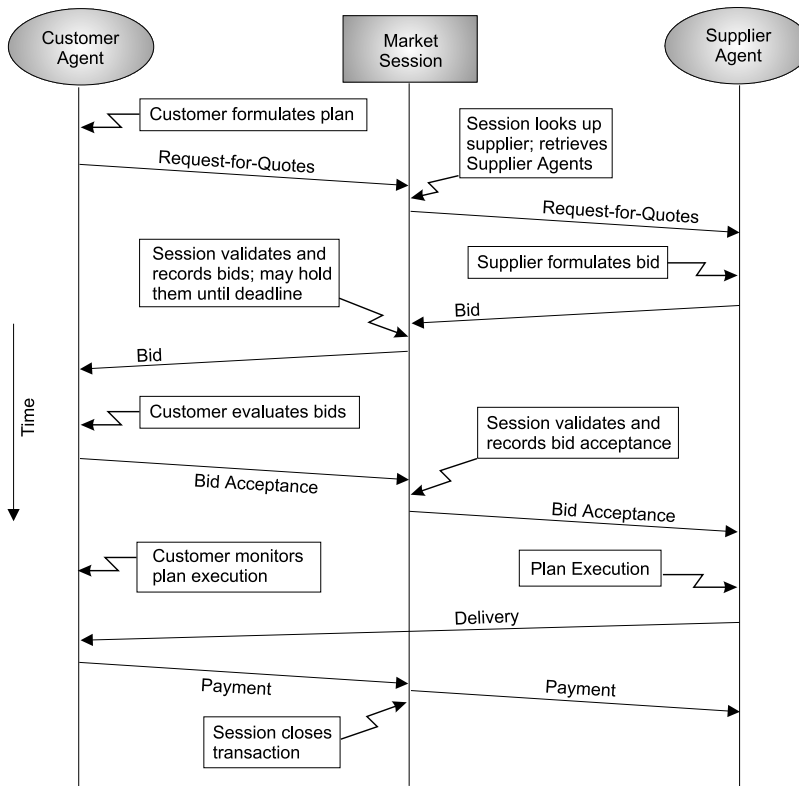 Customer
Agent
Market
Session
Supplier
Agent
Customer formulates plan
Session looks up
supplier; retrieves
Supplier Agents
Request-for-Quotes
Request-for-Quotes
Session validates and
records bids; may hold
them until deadline
Supplier formulates bid
Bid
Bid
Time
Customer evaluates bids
Session validates and
records bid acceptance
Bid Acceptance
Bid Acceptance
Customer monitors
plan execution
Plan Execution
Delivery
Payment
Payment
Session closes
transaction